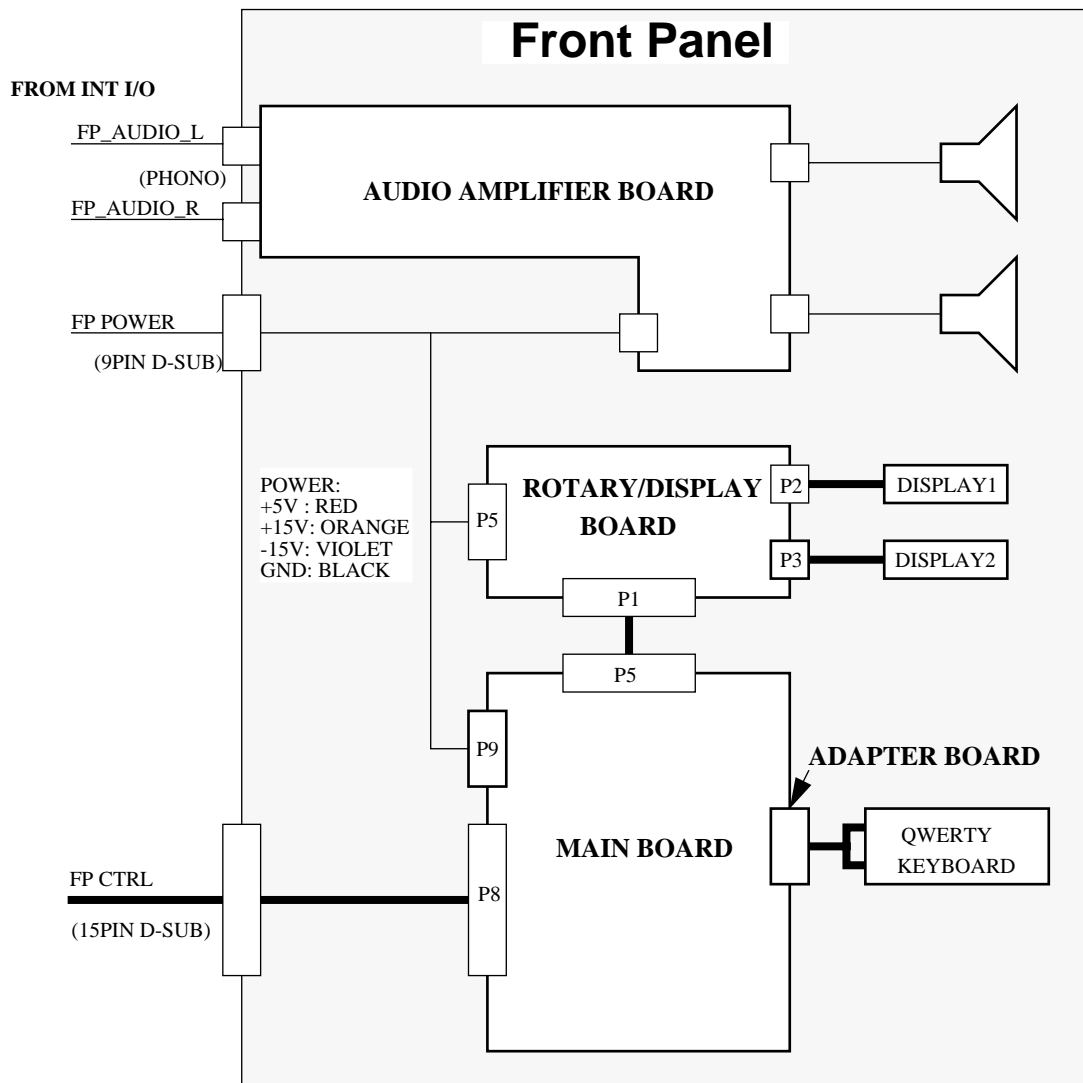 Front Panel
FROM INT I/O
FP_AUDIO_L
(PHONO)
FP_AUDIO_R
AUDIO AMPLIFIER BOARD
FP POWER
(9PIN D-SUB)
POWER:
+5V : RED
+15V: ORANGE
-15V: VIOLET
GND: BLACK
P5
ROTARY/DISPLAY
BOARD
P2
DISPLAY1
P3
DISPLAY2
P1
P5
P9
ADAPTER BOARD
MAIN BOARD
QWERTY
KEYBOARD
FP CTRL
(15PIN D-SUB)
P8